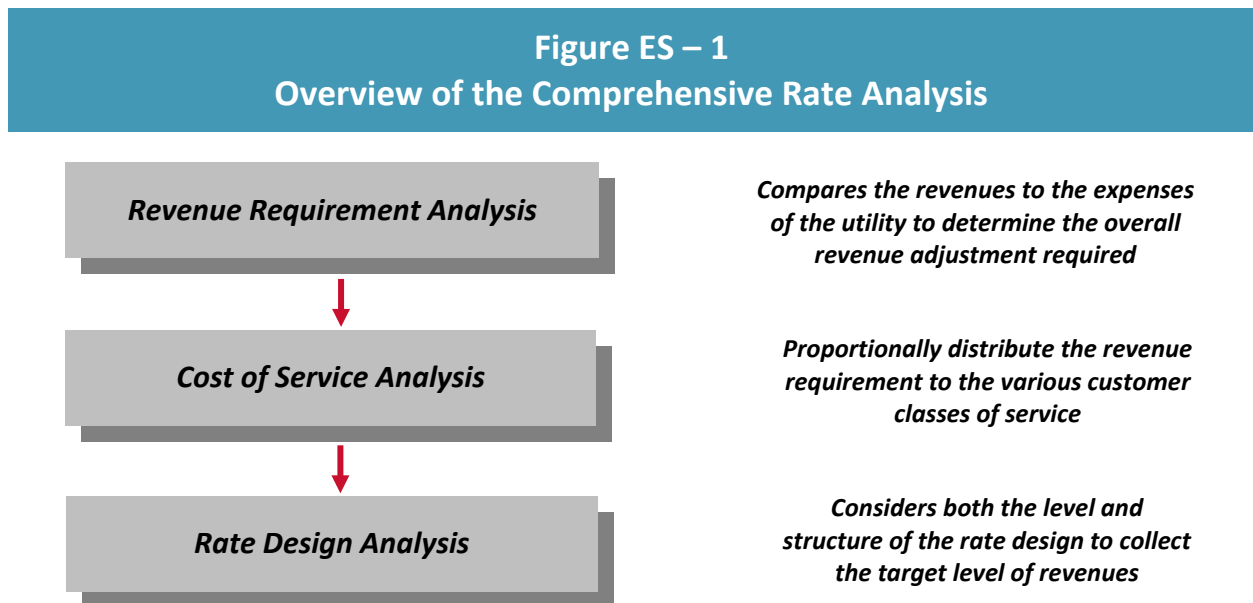 Figure ES – 1
Overview of the Comprehensive Rate Analysis
Revenue Requirement Analysis
Compares the revenues to the expenses
of the utility to determine the overall
revenue adjustment required
Cost of Service Analysis
Proportionally distribute the revenue
requirement to the various customer
classes of service
Rate Design Analysis
Considers both the level and
structure of the rate design to collect
the target level of revenues